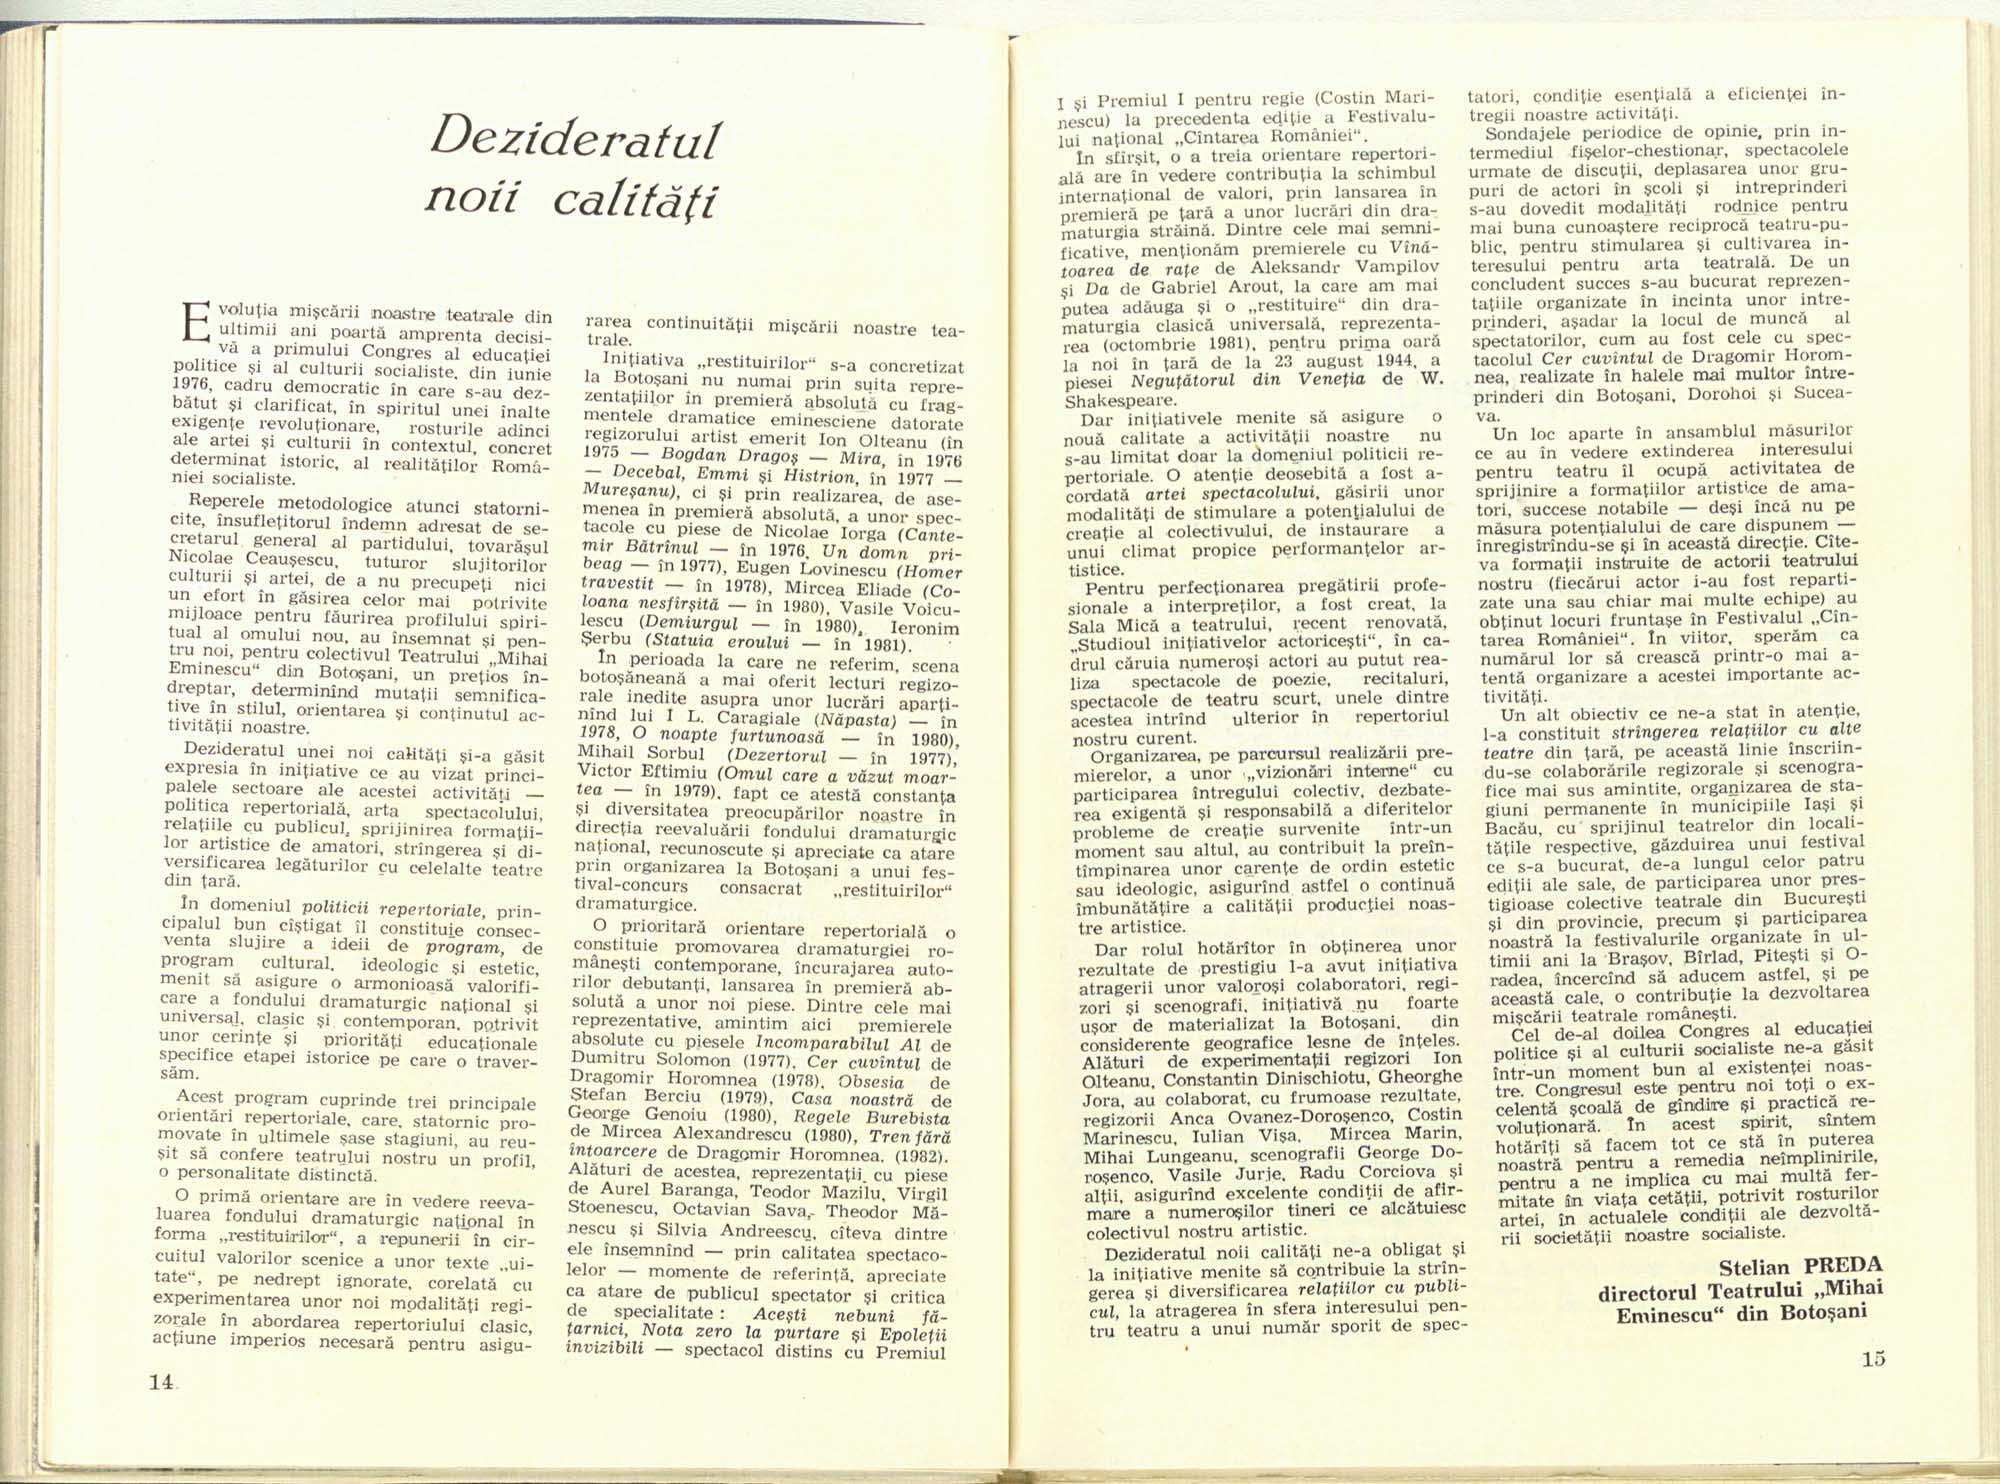 Dezideratul
noii calităţi
Evoluţia mişcării noastre teatrale din
ultimii ani poartă amprenta decisi-
vă a primului Congres al educaţiei
politice şi al culturii socialiste, din iunie
1976, cadru democratic în care s-au dez-
bătut şi clarificat, în spiritul unei înalte
exigenţe revoluţionare, rosturile adînci
ale artei şi culturii în contextul, concret
determinat istoric, al realităţilor Româ-
niei socialiste.
Reperele metodologice atunci statorni-
cite, însufleţitorul îndemn adresat de se-
cretarul general al partidului, tovarăşul
Nicolae Ceauşescu, tuturor slujitorilor
culturii şi artei, de a nu precupeţi nici
un efort în găsirea celor mai potrivite
mijloace pentru făurirea profilului spiri-
tual al omului nou, au însemnat şi pen-
tru noi, pentru colectivul Teatrului „Mihai
Eminescu“ din Botoşani, un preţios în-
dreptar, determinînd mutaţii semnifica-
tive în stilul, orientarea şi conţinutul ac-
tivităţii noastre.
Dezideratul unei noi calităţi şi-a găsit
expresia în iniţiative ce au vizat princi-
palele sectoare ale acestei activităţi —
politica repertorială, arta spectacolului,
relaţiile cu publicul, sprijinirea formaţii-
lor artistice de amatori, strîngerea şi di-
versificarea legăturilor cu celelalte teatre
din ţară.
În domeniul politicii repertoriale, prin-
cipalul bun cîştigat îl constituie consec-
venta slujire a ideii de program, de
program cultural, ideologic şi estetic,
menit să asigure o armonioasă valorifi-
care a fondului dramaturgic naţional şi
universal, clasic şi contemporan, potrivit
unor cerinţe şi priorităţi educaţionale
specifice etapei istorice pe care o traver-
săm.
Acest program cuprinde trei principale
orientări repertoriale, care, statornic pro-
movate în ultimele şase stagiuni, au reu-
şit să confere teatrului nostru un profil,
o personalitate distinctă.
O primă orientare are în vedere reeva-
luarea fondului dramaturgic naţional în
forma „restituirilor“, a repunerii în cir-
cuitul valorilor scenice a unor texte „ui-
tate“, pe nedrept ignorate, corelată cu
experimentarea unor noi modalităţi regi-
zorale în abordarea repertoriului clasic,
acţiune imperios necesară pentru asigu-
14
rarea continuităţii mişcării noastre tea-
trale.
Iniţiativa „restituirilor“ s-a concretizat
la Botoşani nu numai prin suita repre-
zentaţiilor în premieră absolută cu frag-
mentele dramatice eminesciene datorate
regizorului artist emerit Ion Olteanu (în
1975 — Bogdan Dragoş — Mira, în 1976
— Decebal, Emmi şi Histrion, în 1977 —
Mureşanu), ci şi prin realizarea, de ase-
menea în premieră absolută, a unor spec-
tacole cu piese de Nicolae Iorga (Cante-
mir Bătrînul — în 1976, Un domn pri-
beag — în 1977), Eugen Lovinescu (Homer
travestit — în 1978), Mircea Eliade (Co-
loana nesfîrşită — în 1980), Vasile Voicu-
lescu (Demiurgul — în 1980), Ieronim
Şerbu (Statuia eroului — în 1981).
În perioada la care ne referim, scena
botoşăneană a mai oferit lecturi regizo-
rale inedite asupra unor lucrări aparţi-
nînd lui I L. Caragiale (Năpasta) — în
1978, O noapte furtunoasă — în 1980),
Mihail Sorbul (Dezertorul — în 1977),
Victor Eftimiu (Omul care a văzut moar-
tea — în 1979), fapt ce atestă constanţa
şi diversitatea preocupărilor noastre în
direcţia reevaluării fondului dramaturgic
naţional, recunoscute şi apreciate ca atare
prin organizarea la Botoşani a unui fes-
tival-concurs consacrat „restituirilor“
dramaturgice.
O prioritară orientare repertorială o
constituie promovarea dramaturgiei ro-
mâneşti contemporane, încurajarea auto-
rilor debutanţi, lansarea în premieră ab-
solută a unor noi piese. Dintre cele mai
reprezentative, amintim aici premierele
absolute cu piesele Incomparabilul Al de
Dumitru Solomon (1977), Cer cuvîntul de
Dragomir Horomnea (1978), Obsesia de
Ştefan Berciu (1979), Casa noastră de
George Genoiu (1980), Regele Burebista
de Mircea Alexandrescu (1980), Tren fără
întoarcere de Dragomir Horomnea, (1982).
Alături de acestea, reprezentaţii cu piese
de Aurel Baranga, Teodor Mazilu, Virgil
Stoenescu, Octavian Sava, Theodor Mă-
nescu şi Silvia Andreescu, cîteva dintre
ele însemnînd — prin calitatea spectaco-
lelor — momente de referinţă, apreciate
ca atare de publicul spectator şi critica
de specialitate : Aceşti nebuni fă-
ţarnici, Nota zero la purtare şi Epoleţii
invizibili — spectacol distins cu Premiul
I şi Premiul I pentru regie (Costin Mari-
nescu) la precedenta ediţie a Festivalu-
lui naţional „Cîntarea României“.
În sfîrşit, o a treia orientare repertori-
ală are în vedere contribuţia la schimbul
internaţional de valori, prin lansarea în
premieră pe ţară a unor lucrări din dra-
maturgia străină. Dintre cele mai semni-
ficative, menţionăm premierele cu Vînă-
toarea de raţe de Aleksandr Vampilov
şi Da de Gabriel Arout, la care am mai
putea adăuga şi o „restituire“ din dra-
maturgia clasică universală, reprezenta-
rea (octombrie 1981), pentru prima oară
la noi în ţară de la 23 august 1944, a
piesei Neguţătorul din Veneţia de W.
Shakespeare.
Dar iniţiativele menite să asigure o
nouă calitate a activităţii noastre nu
s-au limitat doar la domeniul politicii re-
pertoriale. O atenţie deosebită a fost a-
cordată artei spectacolului, găsirii unor
modalităţi de stimulare a potenţialului de
creaţie al colectivului, de instaurare a
unui climat propice performanţelor ar-
tistice.
Pentru perfecţionarea pregătirii profe-
sionale a interpreţilor, a fost creat, la
Sala Mică a teatrului, recent renovată,
„Studioul iniţiativelor actoriceşti“, în ca-
drul căruia numeroşi actori au putut rea-
liza spectacole de poezie, recitaluri,
spectacole de teatru scurt, unele dintre
acestea intrînd ulterior în repertoriul
nostru curent.
Organizarea, pe parcursul realizării pre-
mierelor, a unor „vizionări interne“ cu
participarea întregului colectiv, dezbate-
rea exigentă şi responsabilă a diferitelor
probleme de creaţie survenite într-un
moment sau altul, au contribuit la preîn-
tîmpinarea unor carenţe de ordin estetic
sau ideologic, asigurînd astfel o continuă
îmbunătăţire a calităţii producţiei noas-
tre artistice.
Dar rolul hotărîtor în obţinerea unor
rezultate de prestigiu l-a avut iniţiativa
atragerii unor valoroşi colaboratori, regi-
zori şi scenografi, iniţiativă nu foarte
uşor de materializat la Botoşani, din
considerente geografice lesne de înţeles.
Alături de experimentaţii regizori Ion
Olteanu, Constantin Dinischiotu, Gheorghe
Jora, au colaborat, cu frumoase rezultate,
regizorii Anca Ovanez-Doroşenco, Costin
Marinescu, Iulian Vişa, Mircea Marin,
Mihai Lungeanu, scenografii George Do-
roşenco, Vasile Jurje, Radu Corciova şi
alţii, asigurînd excelente condiţii de afir-
mare a numeroşilor tineri ce alcătuiesc
colectivul nostru artistic.
Dezideratul noii calităţi ne-a obligat şi
la iniţiative menite să contribuie la strîn-
gerea şi diversificarea relaţiilor cu publi-
cul, la atragerea în sfera interesului pen-
tru teatru a unui număr sporit de spec-
tatori, condiţie esenţială a eficienţei în-
tregii noastre activităţi.
Sondajele periodice de opinie, prin in-
termediul fişelor-chestionar, spectacolele
urmate de discuţii, deplasarea unor gru-
puri de actori în şcoli şi intreprinderi
s-au dovedit modalităţi rodnice pentru
mai buna cunoaştere reciprocă teatru-pu-
blic, pentru stimularea şi cultivarea in-
teresului pentru arta teatrală. De un
concludent succes s-au bucurat reprezen-
taţiile organizate în incinta unor intre-
prinderi, aşadar la locul de muncă al
spectatorilor, cum au fost cele cu spec-
tacolul Cer cuvîntul de Dragomir Horom-
nea, realizate în halele mai multor între-
prinderi din Botoşani, Dorohoi şi Sucea-
va.
Un loc aparte în ansamblul măsurilor
ce au în vedere extinderea interesului
pentru teatru îl ocupă activitatea de
sprijinire a formaţiilor artistice de ama-
tori, succese notabile — deşi încă nu pe
măsura potenţialului de care dispunem —
înregistrîndu-se şi în această direcţie. Cîte-
va formaţii instruite de actorii teatrului
nostru (fiecărui actor i-au fost reparti-
zate una sau chiar mai multe echipe) au
obţinut locuri fruntaşe în Festivalul „Cîn-
tarea României“. În viitor, sperăm ca
numărul lor să crească printr-o mai a-
tentă organizare a acestei importante ac-
tivităţi.
Un alt obiectiv ce ne-a stat în atenţie,
l-a constituit strîngerea relaţiilor cu alte
teatre din ţară, pe această linie înscriin-
du-se colaborările regizorale şi scenogra-
fice mai sus amintite, organizarea de sta-
giuni permanente în municipiile Iaşi şi
Bacău, cu sprijinul teatrelor din locali-
tăţile respective, găzduirea unui festival
ce s-a bucurat, de-a lungul celor patru
ediţii ale sale, de participarea unor pres-
tigioase colective teatrale din Bucureşti
şi din provincie, precum şi participarea
noastră la festivalurile organizate în ul-
timii ani la Braşov, Bîrlad, Piteşti şi O-
radea, încercînd să aducem astfel, şi pe
această cale, o contribuţie la dezvoltarea
mişcării teatrale româneşti.
Cel de-al doilea Congres al educaţiei
politice şi al culturii socialiste ne-a găsit
într-un moment bun al existenţei noas-
tre. Congresul este pentru noi toţi o ex-
celentă şcoală de gîndire şi practică re-
voluţionară. În acest spirit, sîntem
hotărîţi să facem tot ce stă în puterea
noastră pentru a remedia neîmplinirile,
pentru a ne implica cu mai multă fer-
mitate în viaţa cetăţii, potrivit rosturilor
artei, în actualele condiţii ale dezvoltă-
rii societăţii noastre socialiste.
Stelian PREDA
directorul Teatrului „Mihai
Eminescu“ din Botoşani
15